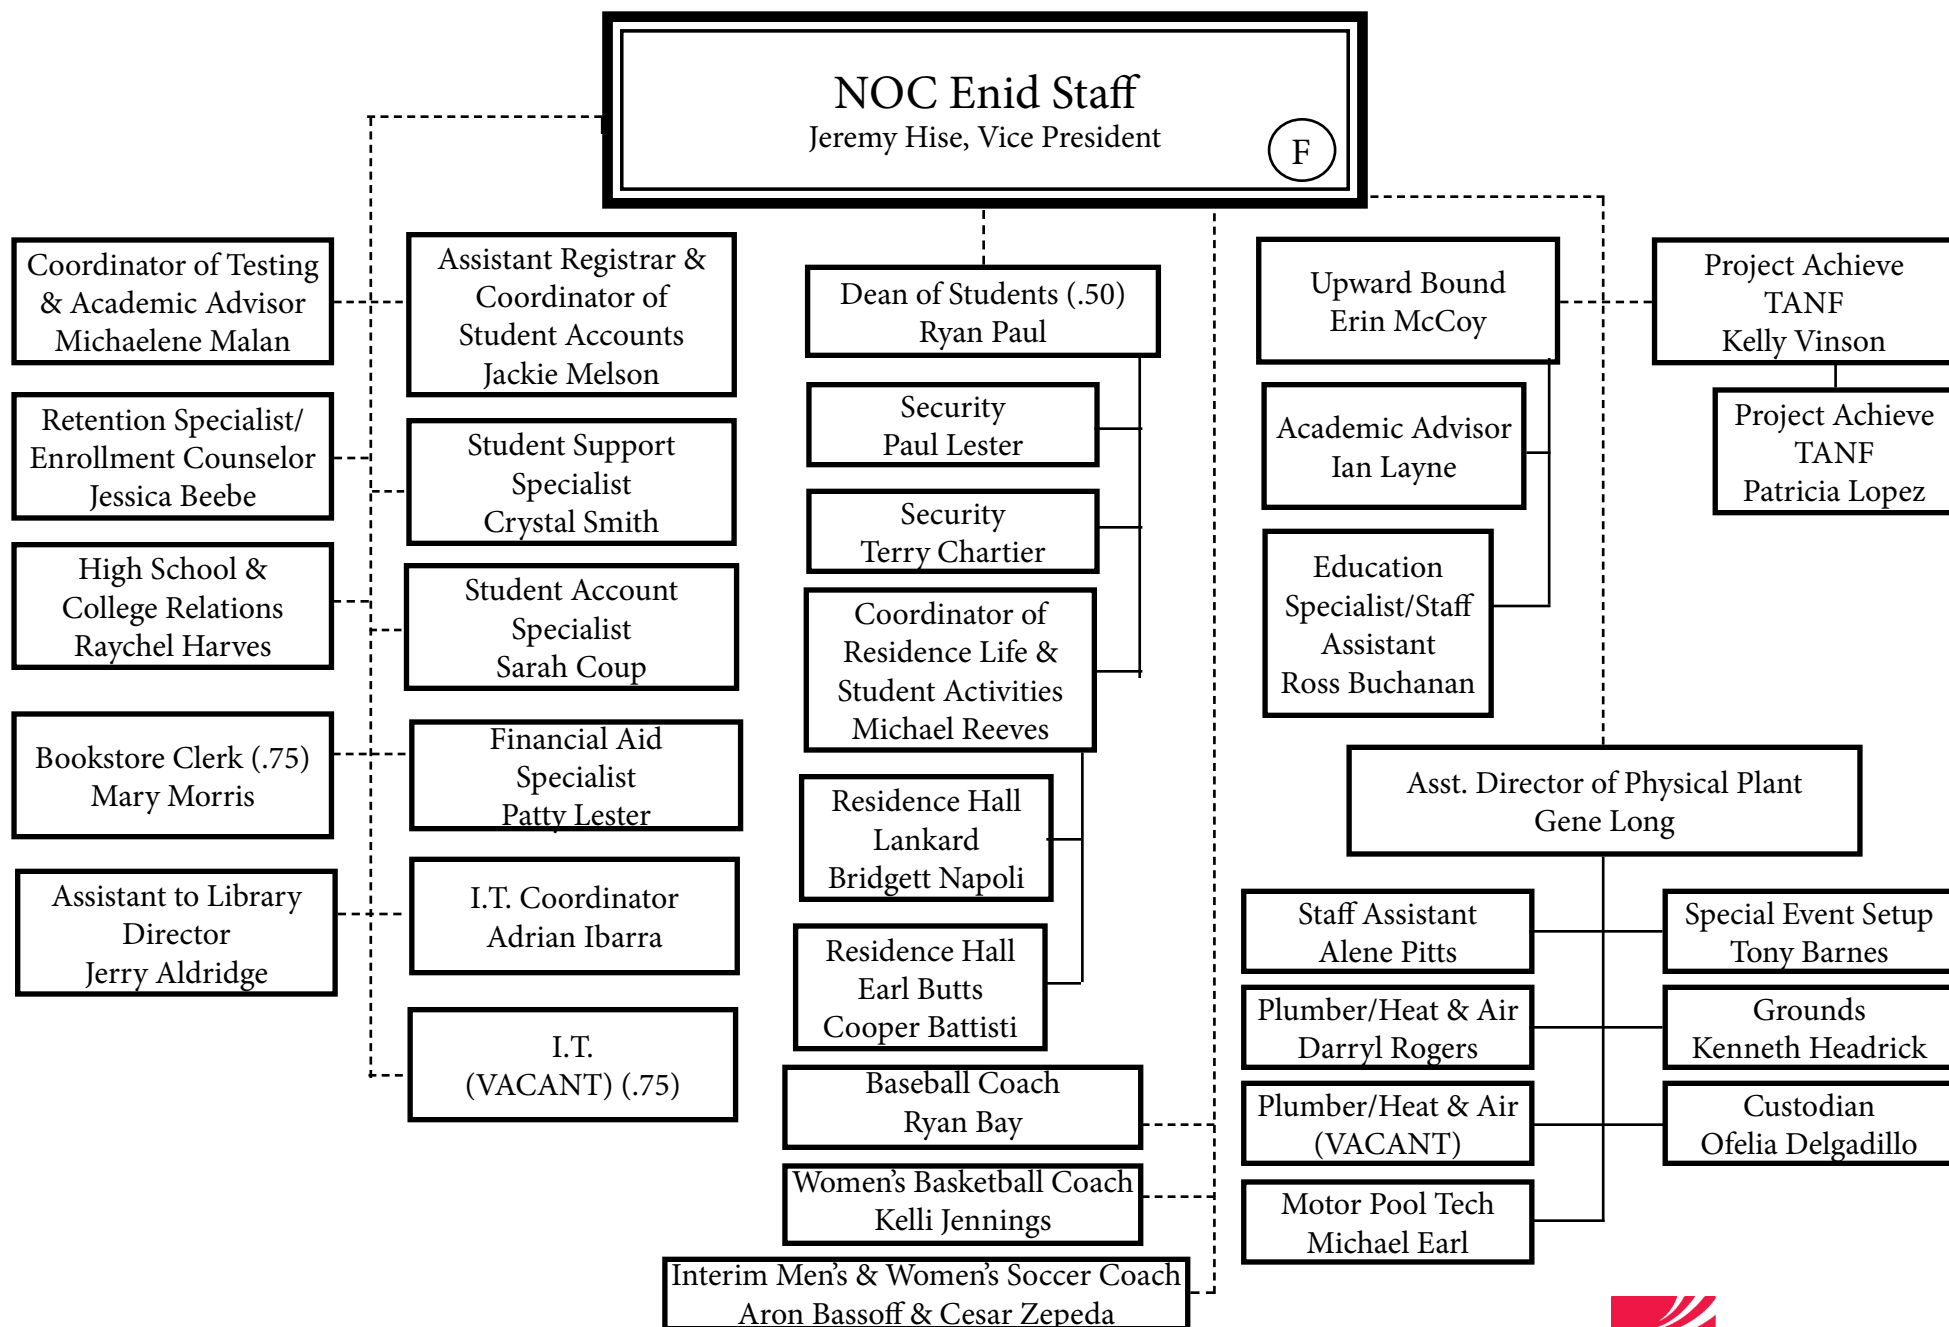 NOC Enid Staff
Jeremy Hise, Vice President
F
Coordinator of Testing
& Academic Advisor
Michaelene Malan
Retention Specialist/
Enrollment Counselor
Jessica Beebe
High School &
College Relations
Raychel Harves
Bookstore Clerk (.75)
Mary Morris
Assistant to Library
Director
Jerry Aldridge
Assistant Registrar &
Coordinator of
Student Accounts
Jackie Melson
Student Support
Specialist
Crystal Smith
Student Account
Specialist
Sarah Coup
Financial Aid
Specialist
Patty Lester
I.T. Coordinator
Adrian Ibarra
I.T.
(VACANT) (.75)
Dean of Students (.50)
Ryan Paul
Security
Paul Lester
Security
Terry Chartier
Coordinator of
Residence Life &
Student Activities
Michael Reeves
Residence Hall
Lankard
Bridgett Napoli
Residence Hall
Earl Butts
Cooper Battisti
Baseball Coach
Ryan Bay
Women's Basketball Coach
Kelli Jennings
Interim Men's & Women's Soccer Coach
Aron Bassoff & Cesar Zepeda
Upward Bound
Erin McCoy
Academic Advisor
Ian Layne
Education
Specialist/Staff
Assistant
Ross Buchanan
Project Achieve
TANF
Kelly Vinson
Project Achieve
TANF
Patricia Lopez
Asst. Director of Physical Plant
Gene Long
Staff Assistant
Alene Pitts
Special Event Setup
Tony Barnes
Plumber/Heat & Air
Darryl Rogers
Grounds
Kenneth Headrick
Plumber/Heat & Air
(VACANT)
Custodian
Ofelia Delgadillo
Motor Pool Tech
Michael Earl